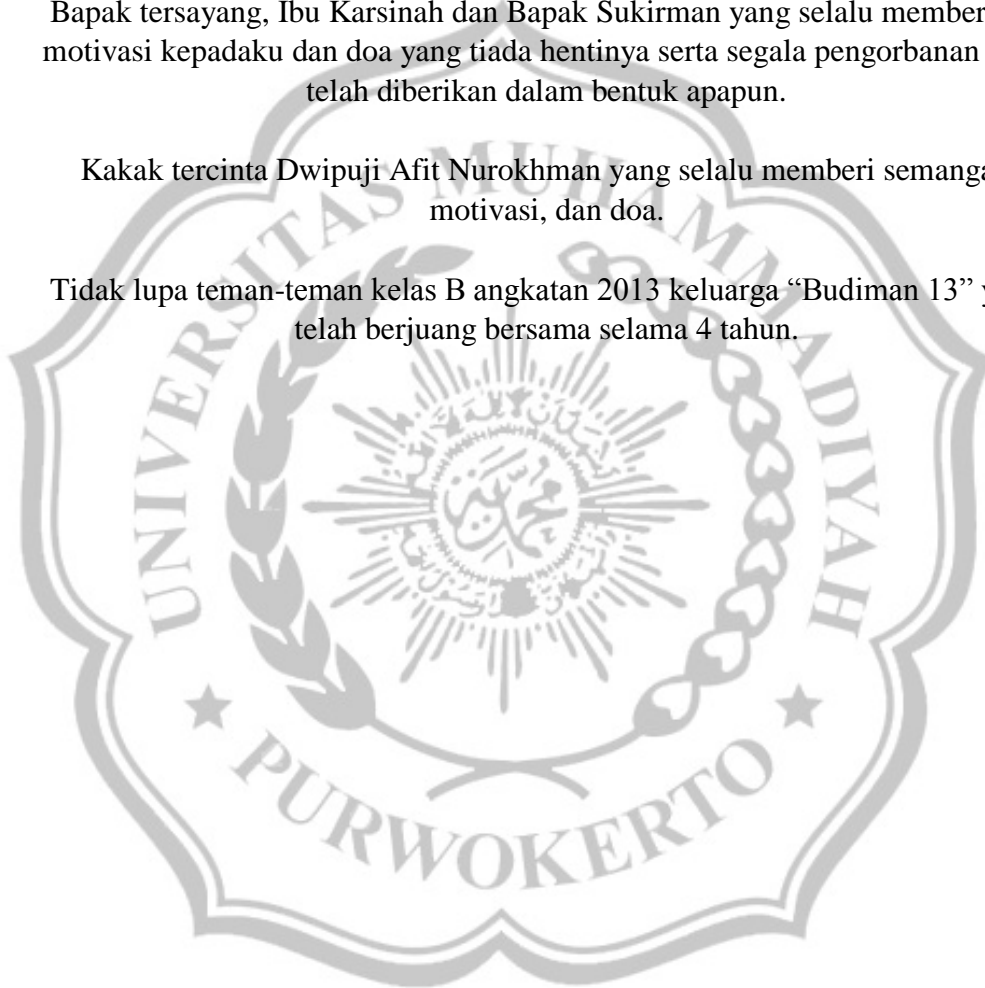 Bapak tersayang, Ibu Karsinah dan Bapak Sukirman yang selalu member
motivasi kepadaku dan doa yang tiada hentinya serta segala pengorbanan
telah diberikan dalam bentuk apapun.
Kakak tercinta Dwipuji Afit Nurokhman yang selalu memberi semanga
motivasi, dan doa.
Tidak lupa teman-teman kelas B angkatan 2013 keluarga “Budiman 13” y
telah berjuang bersama selama 4 tahun.
UNIVERSITAS MUHAMMADIYAH
PURWOKERTO